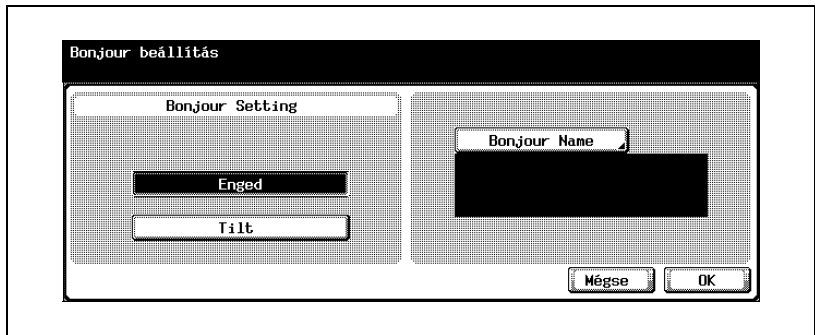 Bonjour beállítás
Bonjour Setting
Bonjour Name
Enged
Tilt
Mégse
OK